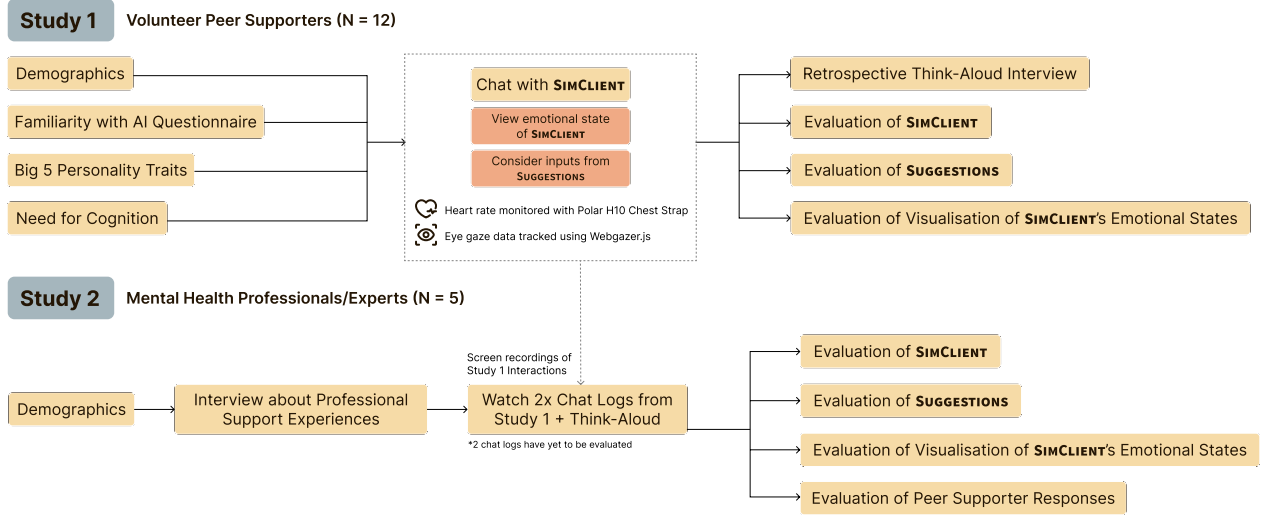 Study 1
Volunteer Peer Supporters (N = 12)
Demographics
Familiarity with AI Questionnaire
Big 5 Personality Traits
Need for Cognition
Chat with SIMCLIENT
View emotional state
of SIMCLIENT
Consider inputs from
SUGGESTIONS
Heart rate monitored with Polar H10 Chest Strap
Eye gaze data tracked using Webgazer.js
Retrospective Think-Aloud Interview
Evaluation of SIMCLIENT
Evaluation of SUGGESTIONS
Evaluation of Visualisation of SIMCLIENT's Emotional States
Study 2
Mental Health Professionals/Experts (N = 5)
Demographics
Interview about Professional
Support Experiences
Screen recordings of
Study 1 Interactions
Watch 2x Chat Logs from
Study 1 + Think-Aloud
*2 chat logs have yet to be evaluated
Evaluation of SIMCLIENT
Evaluation of SUGGESTIONS
Evaluation of Visualisation of SIMCLIENT's Emotional States
Evaluation of Peer Supporter Responses